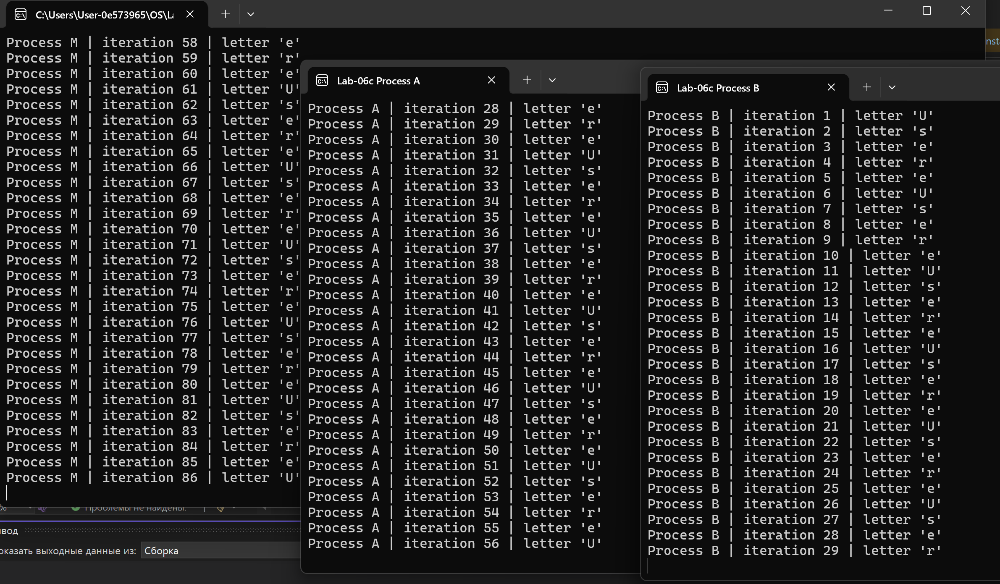 C:\Users\User-0e573965\OS\La
Process M | iteration 58 | letter 'e'
Process M | iteration 59 | letter 'r'
Process M | iteration 60 | letter 'e'
Process M | iteration 61 | letter 'U'
Process M | iteration 62 | letter 's'
Process M | iteration 63 | letter 'e'
Process M | iteration 64 | letter 'r'
Process M | iteration 65 | letter 'e'
Process M | iteration 66 | letter 'U'
Process M | iteration 67 | letter 's'
Process M | iteration 68 | letter 'e'
Process M | iteration 69 | letter 'r'
Process M | iteration 70 | letter 'e'
Process M | iteration 71 | letter 'U'
Process M | iteration 72 | letter 's'
Process M | iteration 73 | letter 'e'
Process M | iteration 74 | letter 'r'
Process M | iteration 75 | letter 'e'
Process M | iteration 76 | letter 'U'
Process M | iteration 77 | letter 's'
Process M | iteration 78 | letter 'e'
Process M | iteration 79 | letter 'r'
Process M | iteration 80 | letter 'e'
Process M | iteration 81 | letter 'U'
Process M | iteration 82 | letter 's'
Process M | iteration 83 | letter 'e'
Process M | iteration 84 | letter 'r'
Process M | iteration 85 | letter 'e'
Process M | iteration 86 | letter 'U'
%
Проблемы не найдены.
ывод
оказать выходные данные из: Сборка
Lab-06c Process A
Process A | iteration 28 | letter 'e'
Process A | iteration 29 | letter 'r'
Process A | iteration 30 | letter 'e'
Process A | iteration 31 | letter 'U'
Process A | iteration 32 | letter 's'
Process A | iteration 33 | letter 'e'
Process A | iteration 34 | letter 'r'
Process A | iteration 35 | letter 'e'
Process A | iteration 36 | letter 'U'
Process A | iteration 37 | letter 's'
Process A | iteration 38 | letter 'e'
Process A | iteration 39 | letter 'r'
Process A | iteration 40 | letter 'e'
Process A | iteration 41 | letter 'U'
Process A | iteration 42 | letter 's'
Process A | iteration 43 | letter 'e'
Process A | iteration 44 | letter 'r'
Process A | iteration 45 | letter 'e'
Process A | iteration 46 | letter 'U'
Process A | iteration 47 | letter 's'
Process A | iteration 48 | letter 'e'
Process A | iteration 49 | letter 'r'
Process A | iteration 50 | letter 'e'
Process A | iteration 51 | letter 'U'
Process A | iteration 52 | letter 's'
Process A | iteration 53 | letter 'e'
Process A | iteration 54 | letter 'r'
Process A | iteration 55 | letter 'e'
Process A | iteration 56 | letter 'U'
Lab-06c Process B
Process B | iteration 1 | letter 'U'
Process B | iteration 2 | letter 's'
Process B | iteration 3 | letter 'e'
Process B | iteration 4 | letter 'r'
Process B | iteration 5 | letter 'e'
Process B | iteration 6 | letter 'U'
Process B | iteration 7 | letter 's'
Process B | iteration 8 | letter 'e'
Process B | iteration 9 | letter 'r'
Process B | iteration 10 | letter 'e'
Process B | iteration 11 | letter 'U'
Process B | iteration 12 | letter 's'
Process B | iteration 13 | letter 'e'
Process B | iteration 14 | letter 'r'
Process B | iteration 15 | letter 'e'
Process B | iteration 16 | letter 'U'
Process B | iteration 17 | letter 's'
Process B | iteration 18 | letter 'e'
Process B | iteration 19 | letter 'r'
Process B | iteration 20 | letter 'e'
Process B | iteration 21 | letter 'U'
Process B | iteration 22 | letter 's'
Process B | iteration 23 | letter 'e'
Process B | iteration 24 | letter 'r'
Process B | iteration 25 | letter 'e'
Process B | iteration 26 | letter 'U'
Process B | iteration 27 | letter 's'
Process B | iteration 28 | letter 'e'
Process B | iteration 29 | letter 'r'